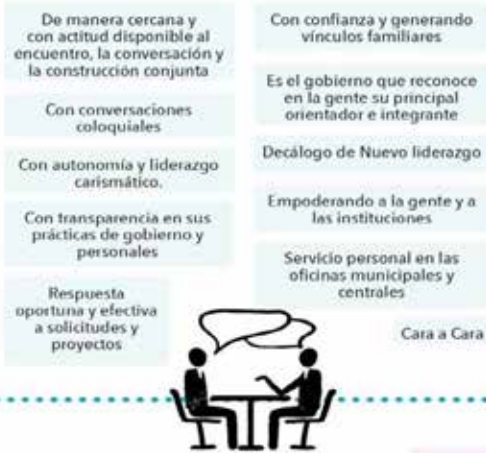 De manera cercana y
con actitud disponible al
encuentro, la conversación y
la construcción conjunta
Con conversaciones
coloquiales
Con autonomía y liderazgo
carismático.
Con transparencia en sus
prácticas de gobierno y
personales
Respuesta
oportuna y efectiva
a solicitudes y
proyectos
Con confianza y generando
vínculos familiares
Es el gobierno que reconoce
en la gente su principal
orientador e integrante
Decálogo de Nuevo liderazgo
Empoderando a la gente y a
las instituciones
Servicio personal en las
oficinas municipales y
centrales
Cara a Cara